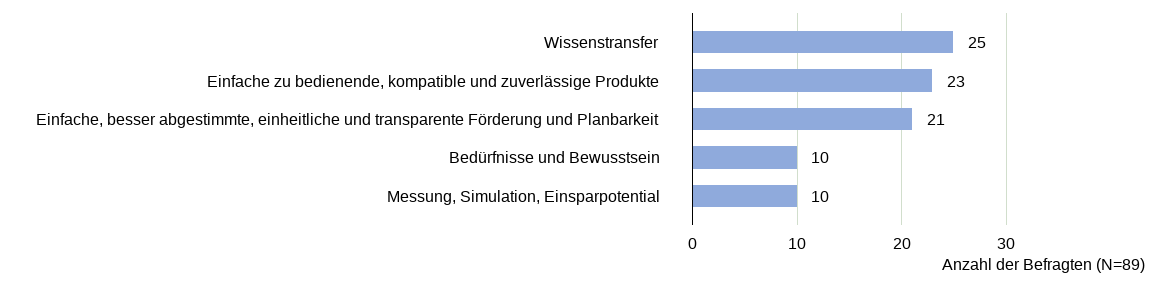 Wissenstransfer 25
Einfache zu bedienende, kompatible und zuverlässige Produkte 23
Einfache, besser abgestimmte, einheitliche und transparente Förderung und Planbarkeit 21
Bedürfnisse und Bewusstsein 10
Messung, Simulation, Einsparpotential 10
0 10 20 30
Anzahl der Befragten (N=89)